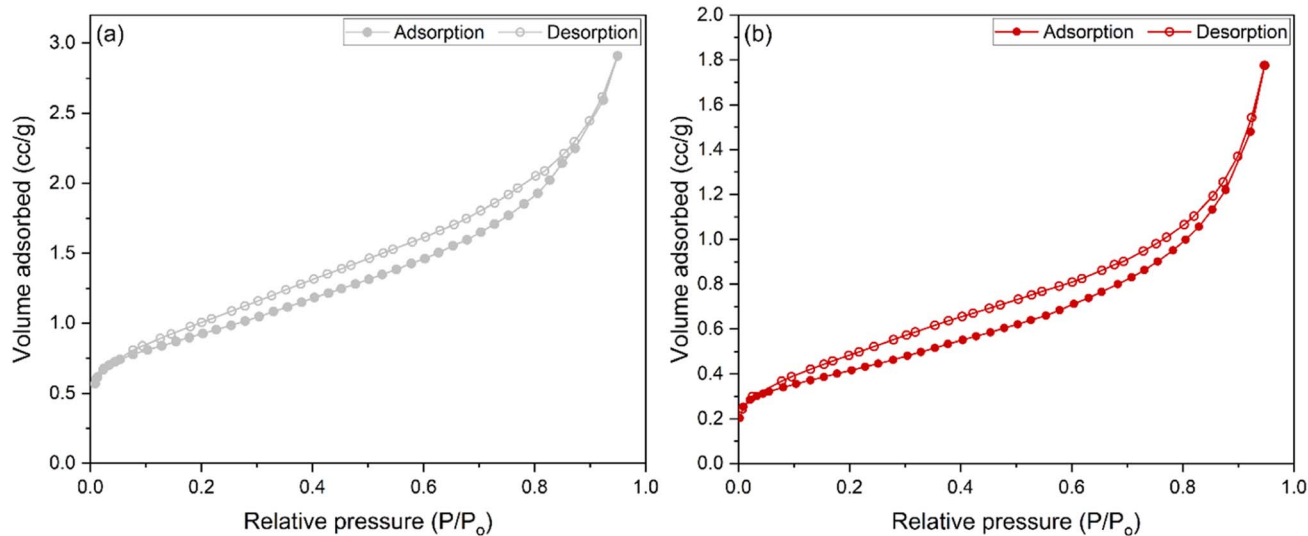 (a)
Adsorption
Desorption
3.0
2.5
2.0
1.5
1.0
0.5
0.0
Volume adsorbed (cc/g)
0.0 0.2 0.4 0.6 0.8 1.0
Relative pressure (P/Po)
(b)
Adsorption
Desorption
2.0
1.8
1.6
1.4
1.2
1.0
0.8
0.6
0.4
0.2
0.0
Volume adsorbed (cc/g)
0.0 0.2 0.4 0.6 0.8 1.0
Relative pressure (P/Po)